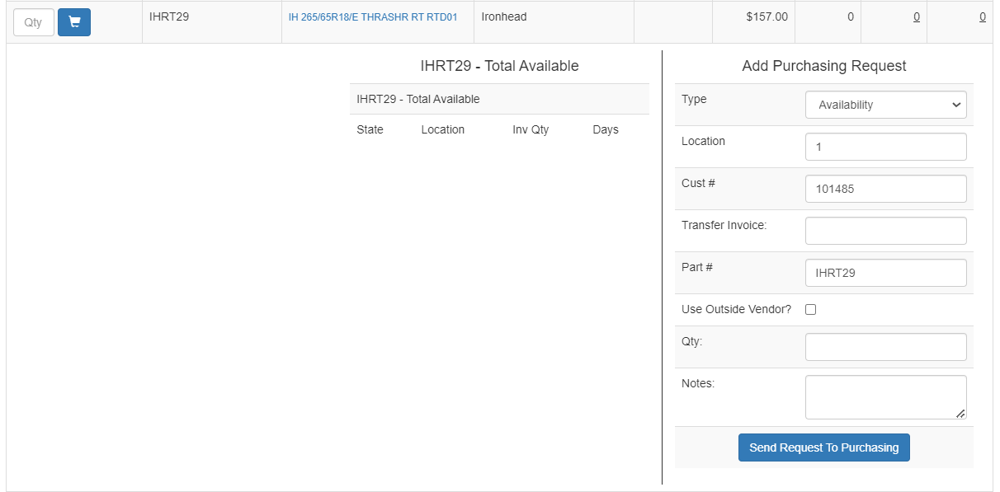 Qty IHRT29 IH 265/65R18/E THRASHR RT RTD01 Ironhead $157.00 0 0 0
IHRT29 - Total Available
IHRT29 - Total Available
State Location Inv Qty Days
Add Purchasing Request
Type Availability
Location 1
Cust # 101485
Transfer Invoice:
Part # IHRT29
Use Outside Vendor?
Qty:
Notes:
Send Request To Purchasing